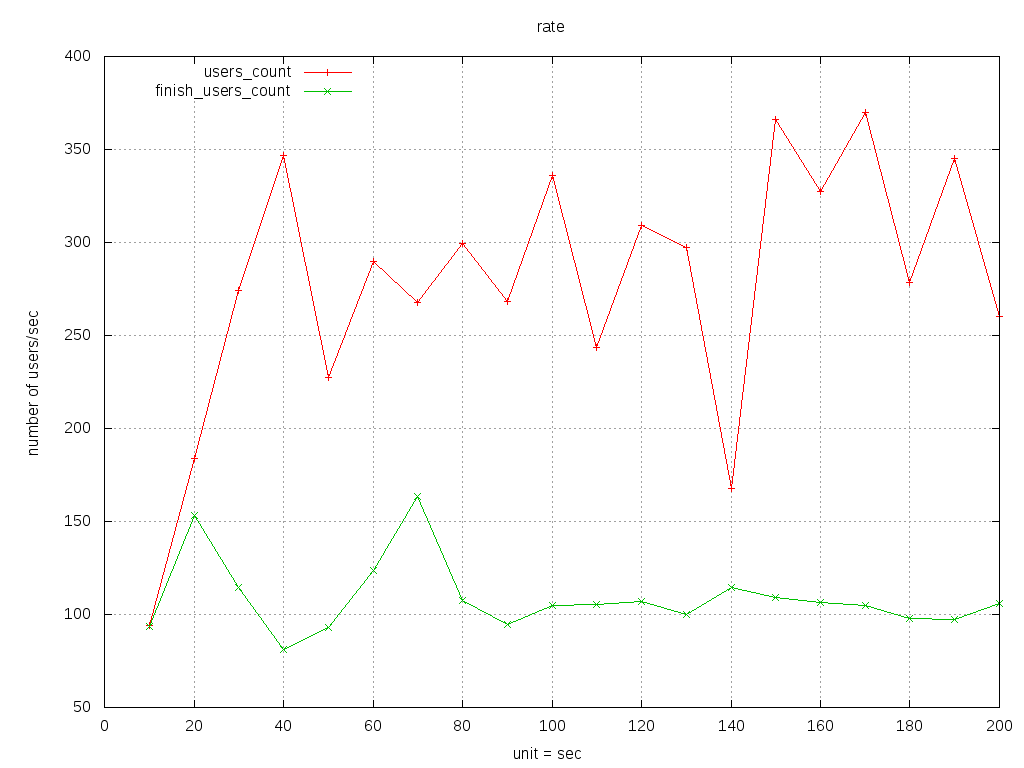 rate
400
users_count
finish_users_count
350
300
250
number of users/sec
200
150
100
50
0 20 40 60 80 100 120 140 160 180 200
unit = sec